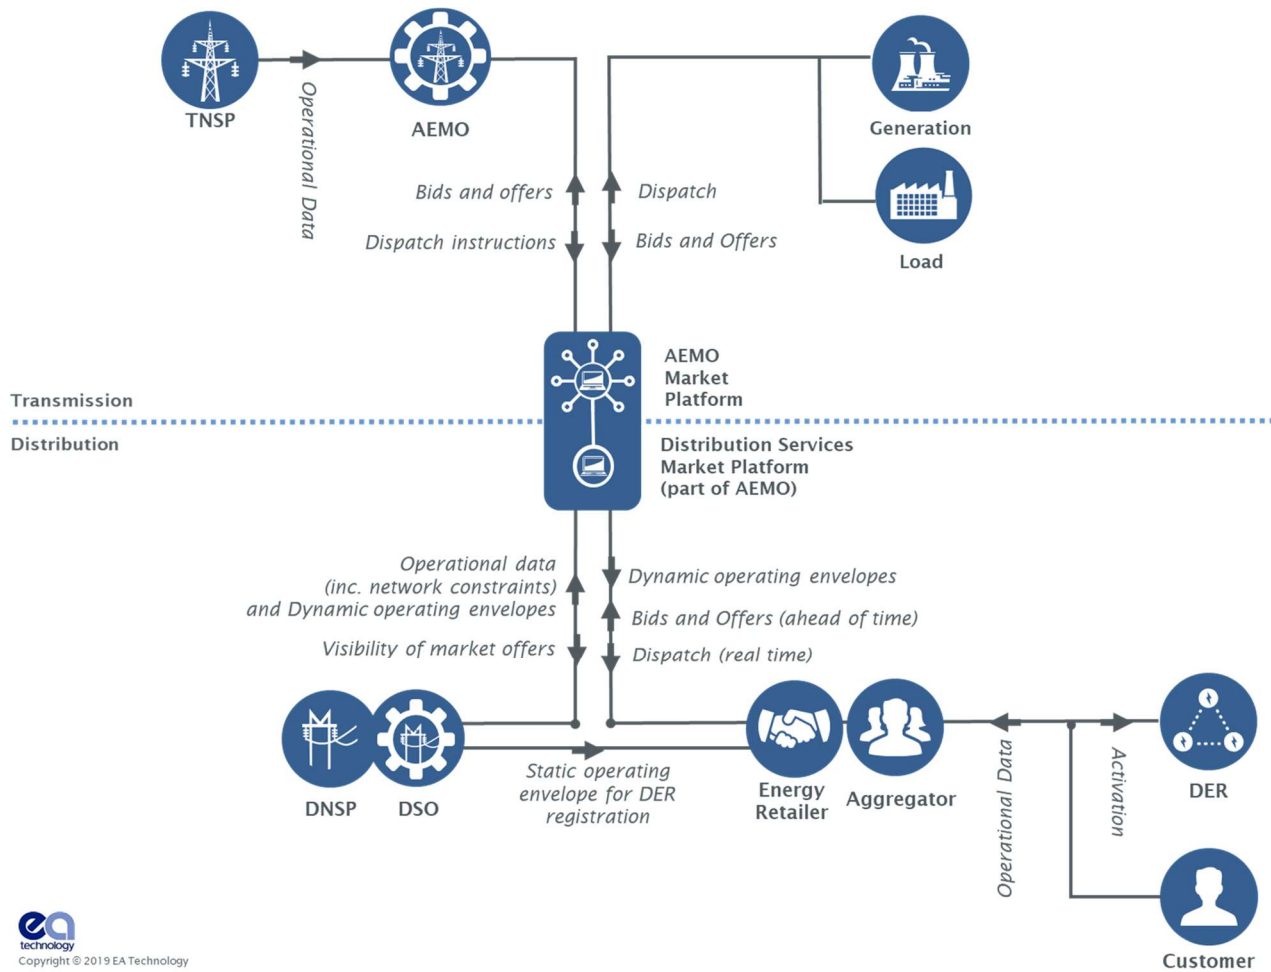 TNSP
Operational Data
AEMO
Generation
Load
Bids and offers
Dispatch instructions
Dispatch
Bids and Offers
AEMO
Market
Platform
Transmission
Distribution
Distribution Services
Market Platform
(part of AEMO)
Operational data
(inc. network constraints)
and Dynamic operating envelopes
Visibility of market offers
Dynamic operating envelopes
Bids and Offers (ahead of time)
Dispatch (real time)
DNSP
DSO
Static operating
envelope for DER
registration
Energy
Retailer
Aggregator
Operational Data
Activation
DER
Customer
ea
technology
Copyright © 2019 EA Technology